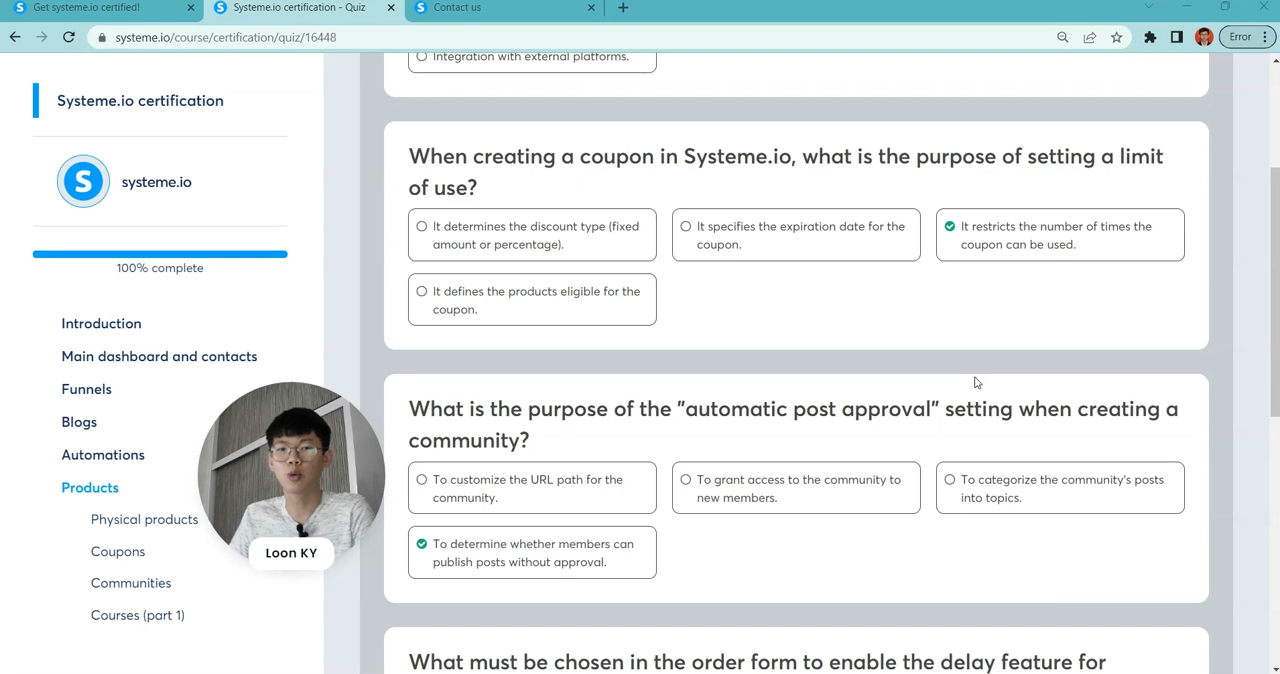 Get systeme.io certified!
Systeme.io certification - Quiz
Contact us
systeme.io/course/certification/quiz/16448
Error
Systeme.io certification
S
systeme.io
100% complete
Introduction
Main dashboard and contacts
Funnels
Blogs
Automations
Products
Physical products
Coupons
Communities
Courses (part 1)
Loon KY
Integration with external platforms.
When creating a coupon in Systeme.io, what is the purpose of setting a limit
of use?
It determines the discount type (fixed
amount or percentage).
It specifies the expiration date for the
coupon.
It restricts the number of times the
coupon can be used.
It defines the products eligible for the
coupon.
What is the purpose of the "automatic post approval" setting when creating a
community?
To customize the URL path for the
community.
To grant access to the community to
new members.
To categorize the community's posts
into topics.
To determine whether members can
publish posts without approval.
What must be chosen in the order form to enable the delay feature for